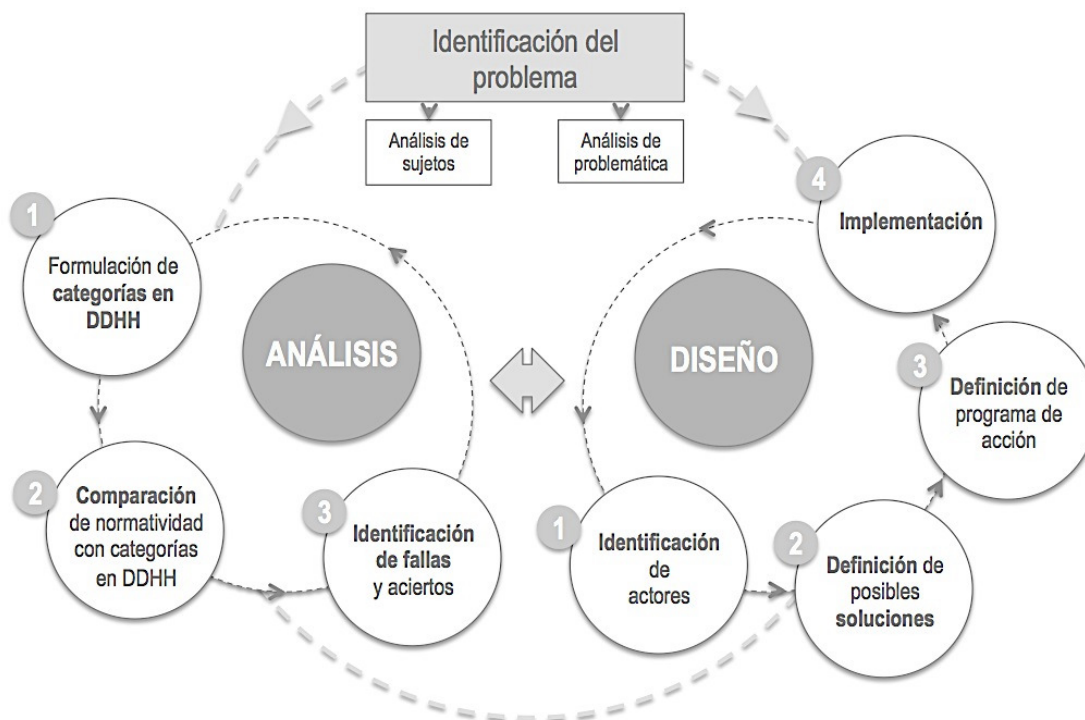 Identificación del
problema
Análisis de
sujetos
Análisis de
problemática
1
Formulación de
categorías en
DDHH
2
Comparación
de normatividad
con categorías
en DDHH
3
Identificación
de fallas
y aciertos
ANÁLISIS
DISEÑO
1
Identificación
de
actores
2
Definición de
posibles
soluciones
3
Definición de
programa de
acción
4
Implementación